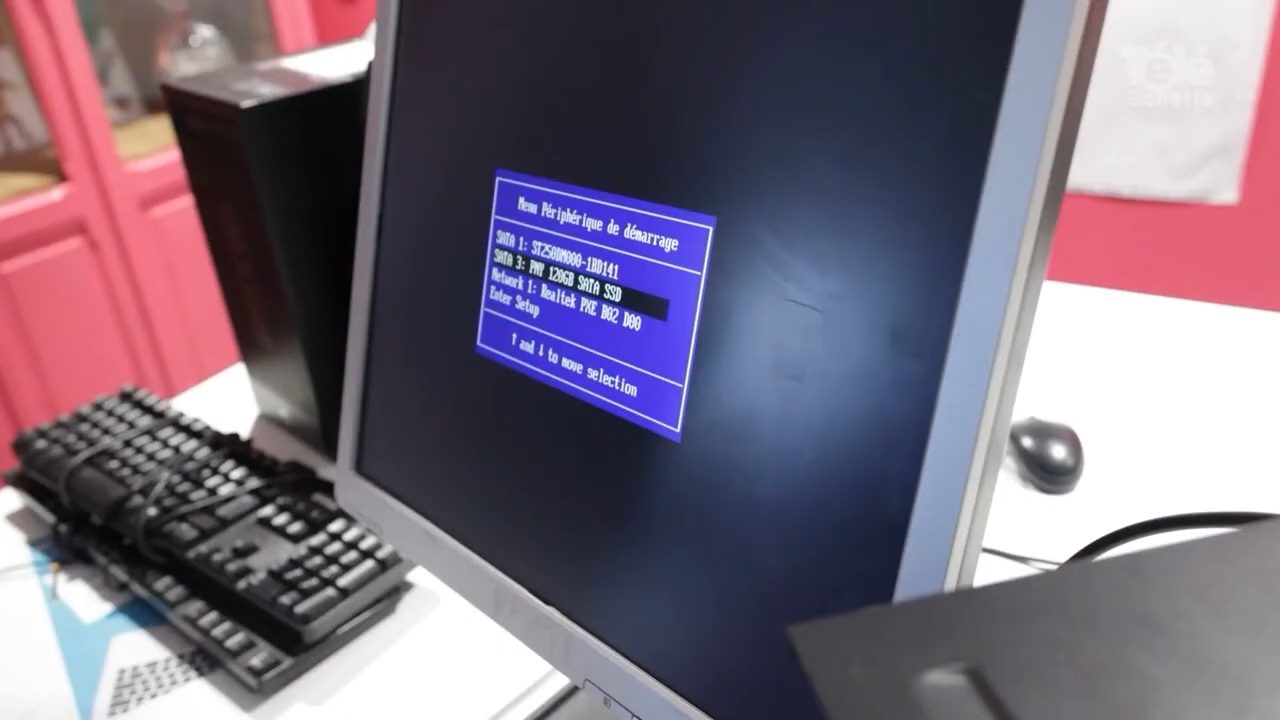 Télé
Menu Périphérique de démarrage
SATA 1: ST250DM000-1BD141
SATA 3: PNY 120GB SATA SSD
Network 1: Realtek PXE B02 D00
Enter Setup
↑ and ↓ to move selection